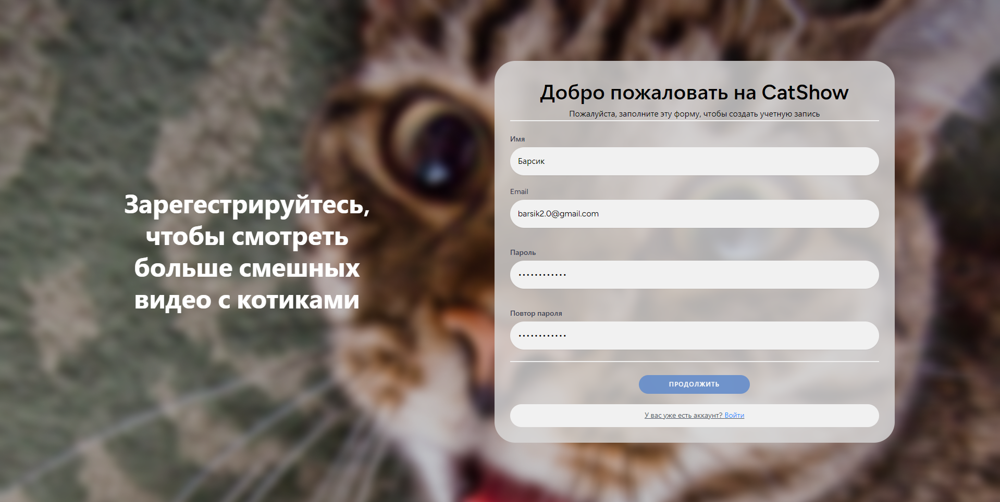 Зарегестрируйтесь,
чтобы смотреть
больше смешных
видео с котиками
Добро пожаловать на CatShow
Пожалуйста, заполните эту форму, чтобы создать учетную запись
Имя
Барсик
Email
barsik2.0@gmail.com
Пароль
••••••••••••
Повтор пароля
••••••••••••
ПРОДОЛЖИТЬ
У вас уже есть аккаунт? Войти